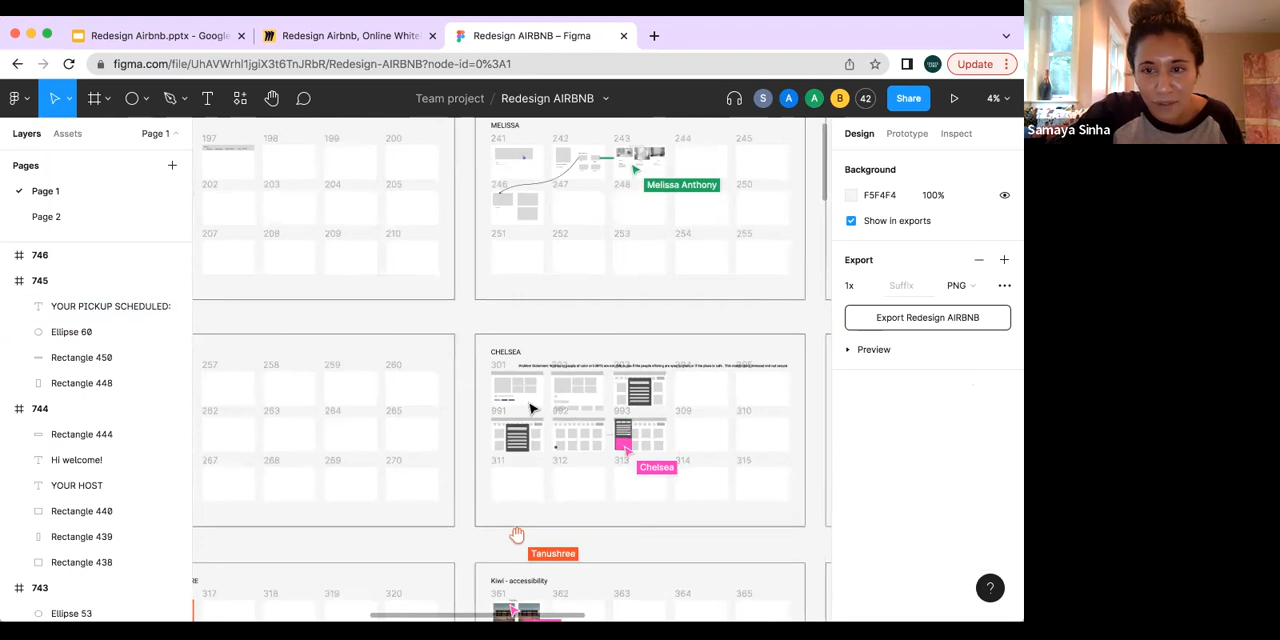 Redesign Airbnb.pptx - Google
Redesign Airbnb, Online White
Redesign AIRBNB – Figma
figma.com/file/UhAVWrhl1jgiX3t6TnJRbR/Redesign-AIRBNB?node-id=0%3A1
Update
Team project / Redesign AIRBNB
S A A B 42
Share
4%
Samaya Sinha
Layers Assets Page 1
Pages
Page 1
Page 2
746
745
YOUR PICKUP SCHEDULED:
Ellipse 60
Rectangle 450
Rectangle 448
744
Rectangle 444
Hi welcome!
YOUR HOST
Rectangle 440
Rectangle 439
Rectangle 438
743
Ellipse 53
197 198 199 200
202 203 204 205
207 208 209 210
MELISSA
241 242 243 244 245
Melissa Anthony
246 247 248 250
251 252 253 254 255
257 258 259 260
262 263 264 265
267 268 269 270
CHELSEA
301
991 992 993 309 310
311 312 313 314 315
Chelsea
Tanushree
RE
317 318 319 320
Kiwi - accessibility
361 362 363 364 365
Design Prototype Inspect
Background
F5F4F4 100%
Show in exports
Export
1x Suffix PNG
Export Redesign AIRBNB
Preview
?